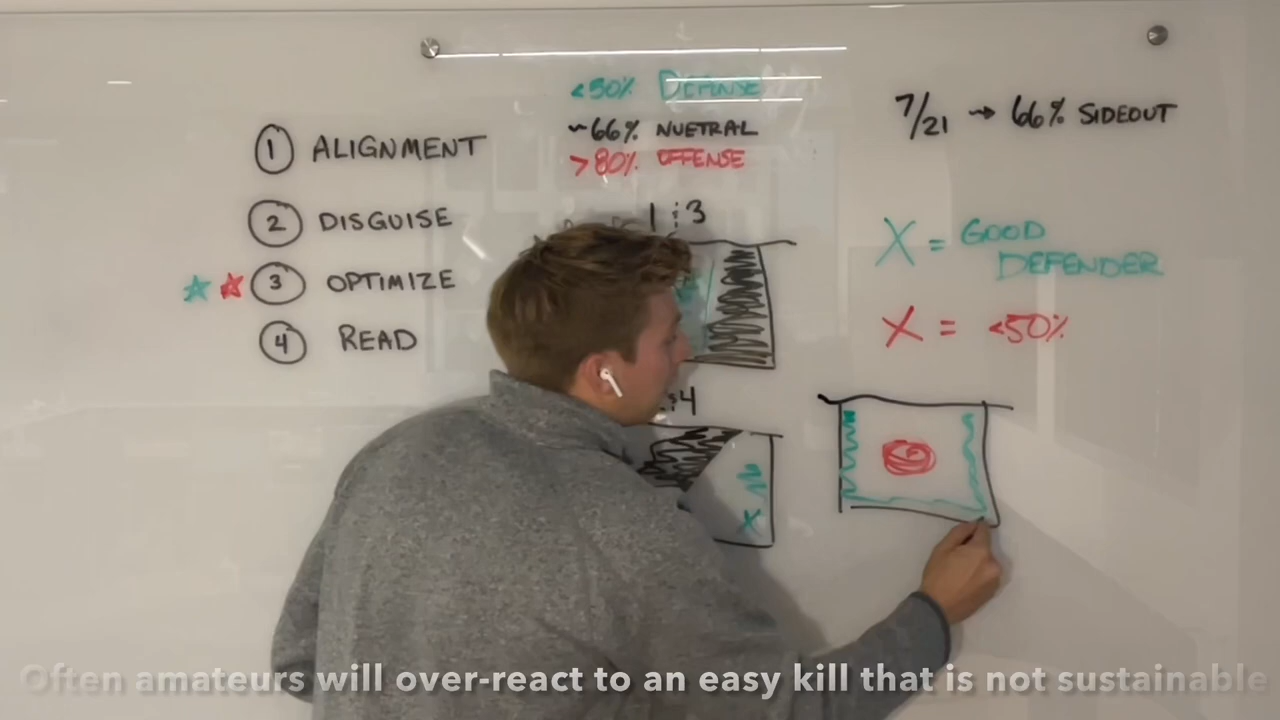 1 ALIGNMENT
2 DISGUISE
3 OPTIMIZE
4 READ
<50% DEFENSE
~66% NUETRAL
>80% OFFENSE
1:3
:4
X
7/21 → 66% SIDEOUT
X = GOOD
DEFENDER
X = <50%
Often amateurs will over-react to an easy kill that is not sustainable